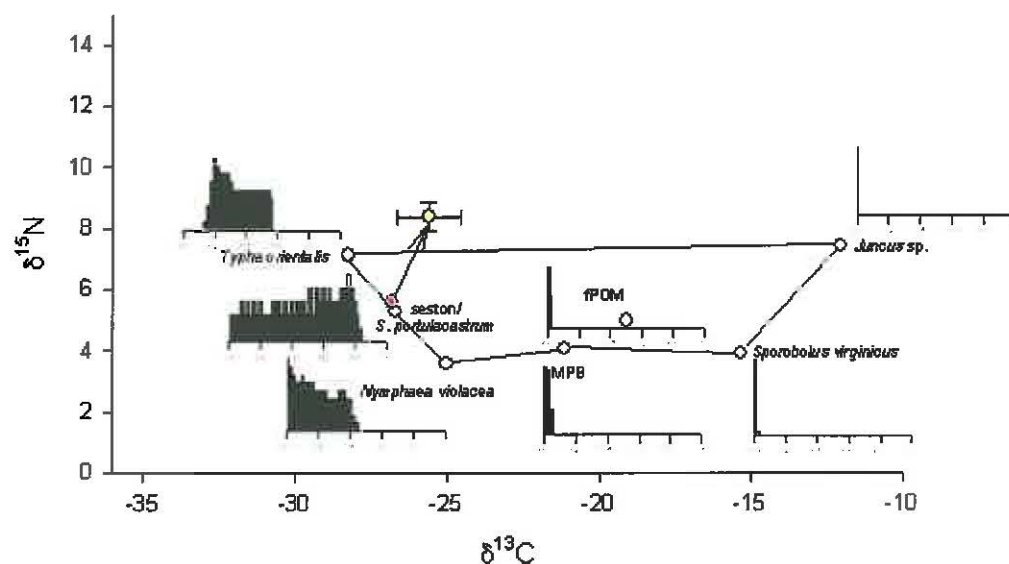 14
12
10
8
6
4
2
0
δ15N
Typha orientalis
seston/
S. portulacastrum
Nymphaea violacea
fPOM
MPB
Sporobolus virginicus
Juncus sp.
-35
-30
-25
-20
-15
-10
δ13C